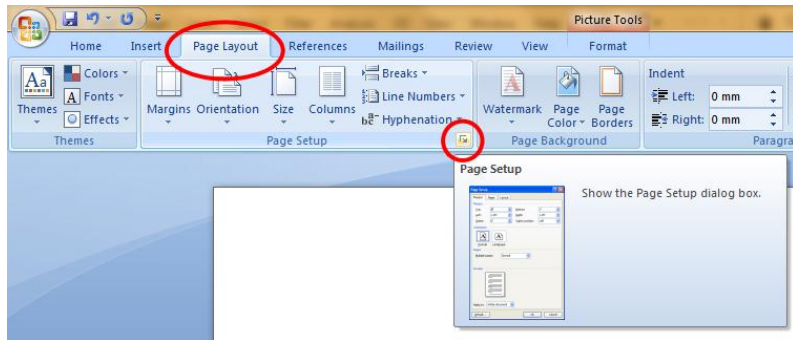 Picture Tools
Home Insert Page Layout References Mailings Review View Format
Aa Colors Breaks Indent
A Fonts Line Numbers Left: 0 mm
Themes Effects Margins Orientation Size Columns Hyphenation Watermark Page Color Page Borders Right: 0 mm
Themes Page Setup Page Background Paragra
Page Setup
Show the Page Setup dialog box.